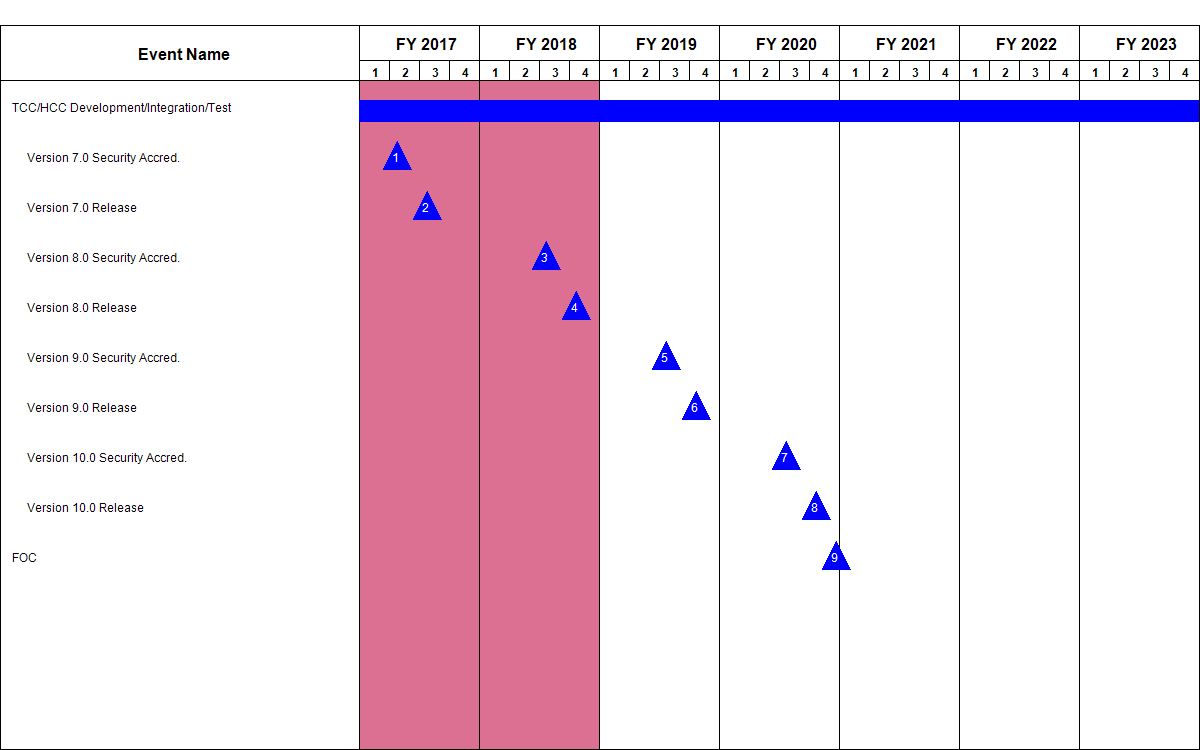 Event Name
FY 2017 FY 2018 FY 2019 FY 2020 FY 2021 FY 2022 FY 2023
1 2 3 4 1 2 3 4 1 2 3 4 1 2 3 4 1 2 3 4 1 2 3 4 1 2 3 4
TCC/HCC Development/Integration/Test
Version 7.0 Security Accred. 1
Version 7.0 Release 2
Version 8.0 Security Accred. 3
Version 8.0 Release 4
Version 9.0 Security Accred. 5
Version 9.0 Release 6
Version 10.0 Security Accred. 7
Version 10.0 Release 8
FOC 9